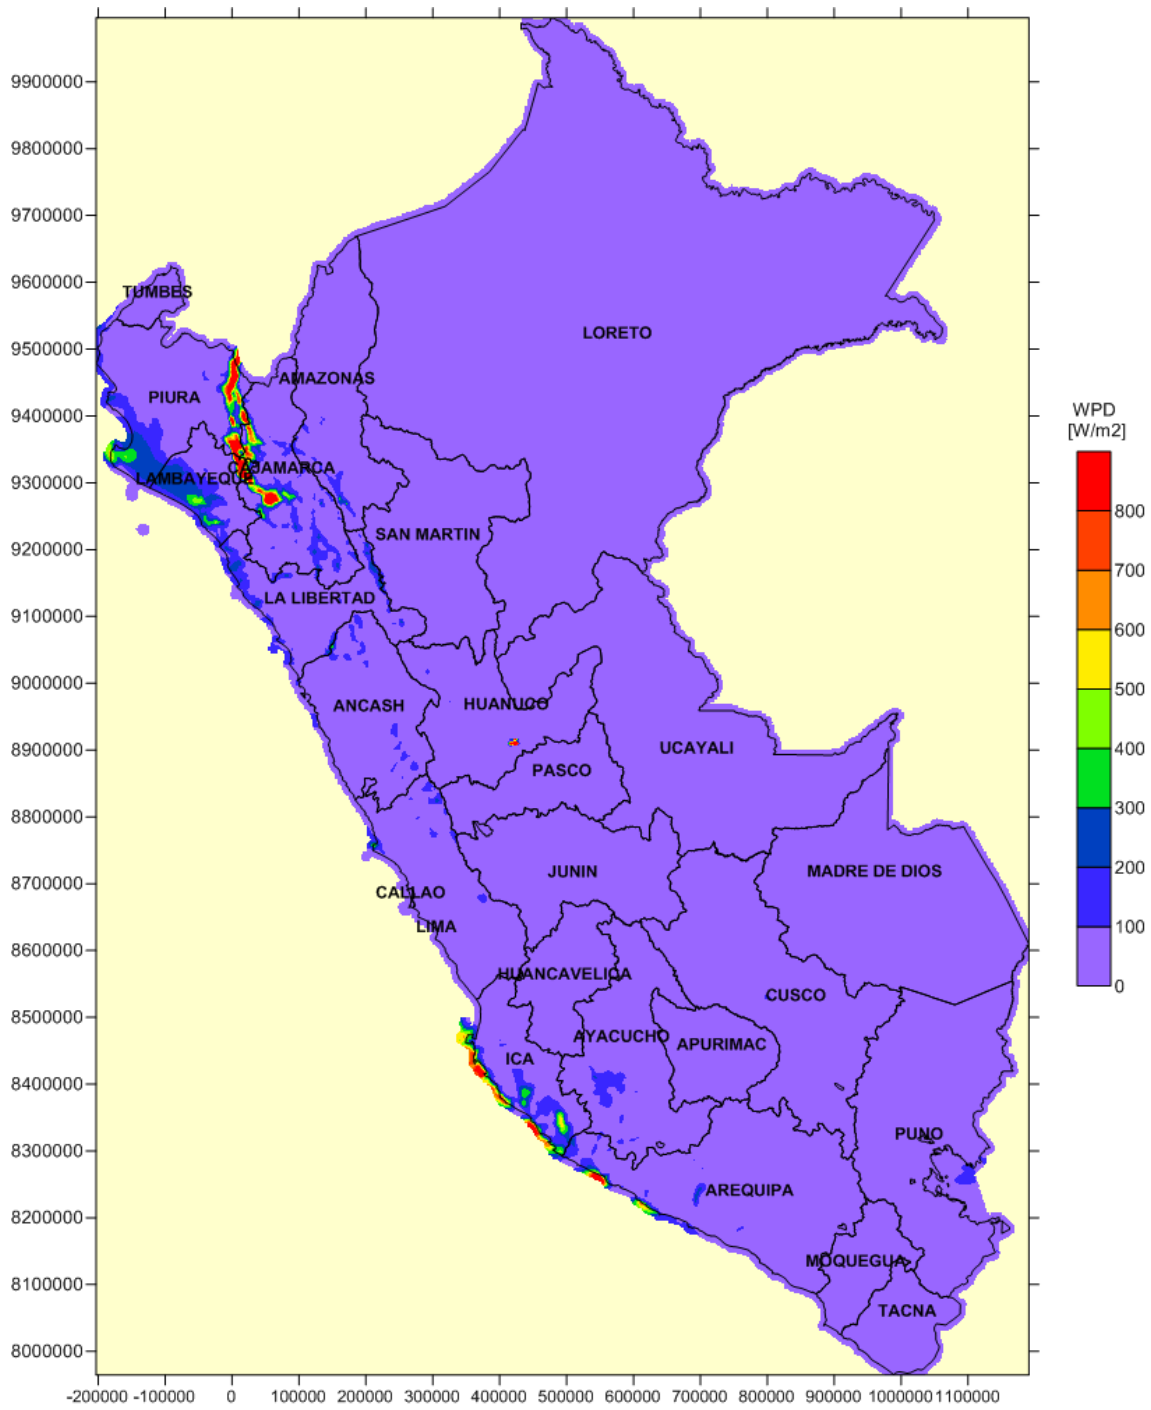 9900000
9800000
9700000
9600000
TUMBES
LORETO
9500000
AMAZONAS
PIURA
9400000
WPD
[W/m2]
CAJAMARCA
LAMBAYEQUE
9300000
800
SAN MARTIN
9200000
700
LA LIBERTAD
9100000
600
9000000
500
ANCASH
HUANUCO
UCAYALI
8900000
400
PASCO
8800000
300
JUNIN
MADRE DE DIOS
200
8700000
CALLAO
LIMA
100
8600000
HUANCAVELICA
0
CUSCO
8500000
AYACUCHO
APURIMAC
ICA
8400000
PUNO
8300000
AREQUIPA
8200000
MOQUEGUA
8100000
TACNA
8000000
-200000 -100000 0 100000 200000 300000 400000 500000 600000 700000 800000 900000 1000000 1100000